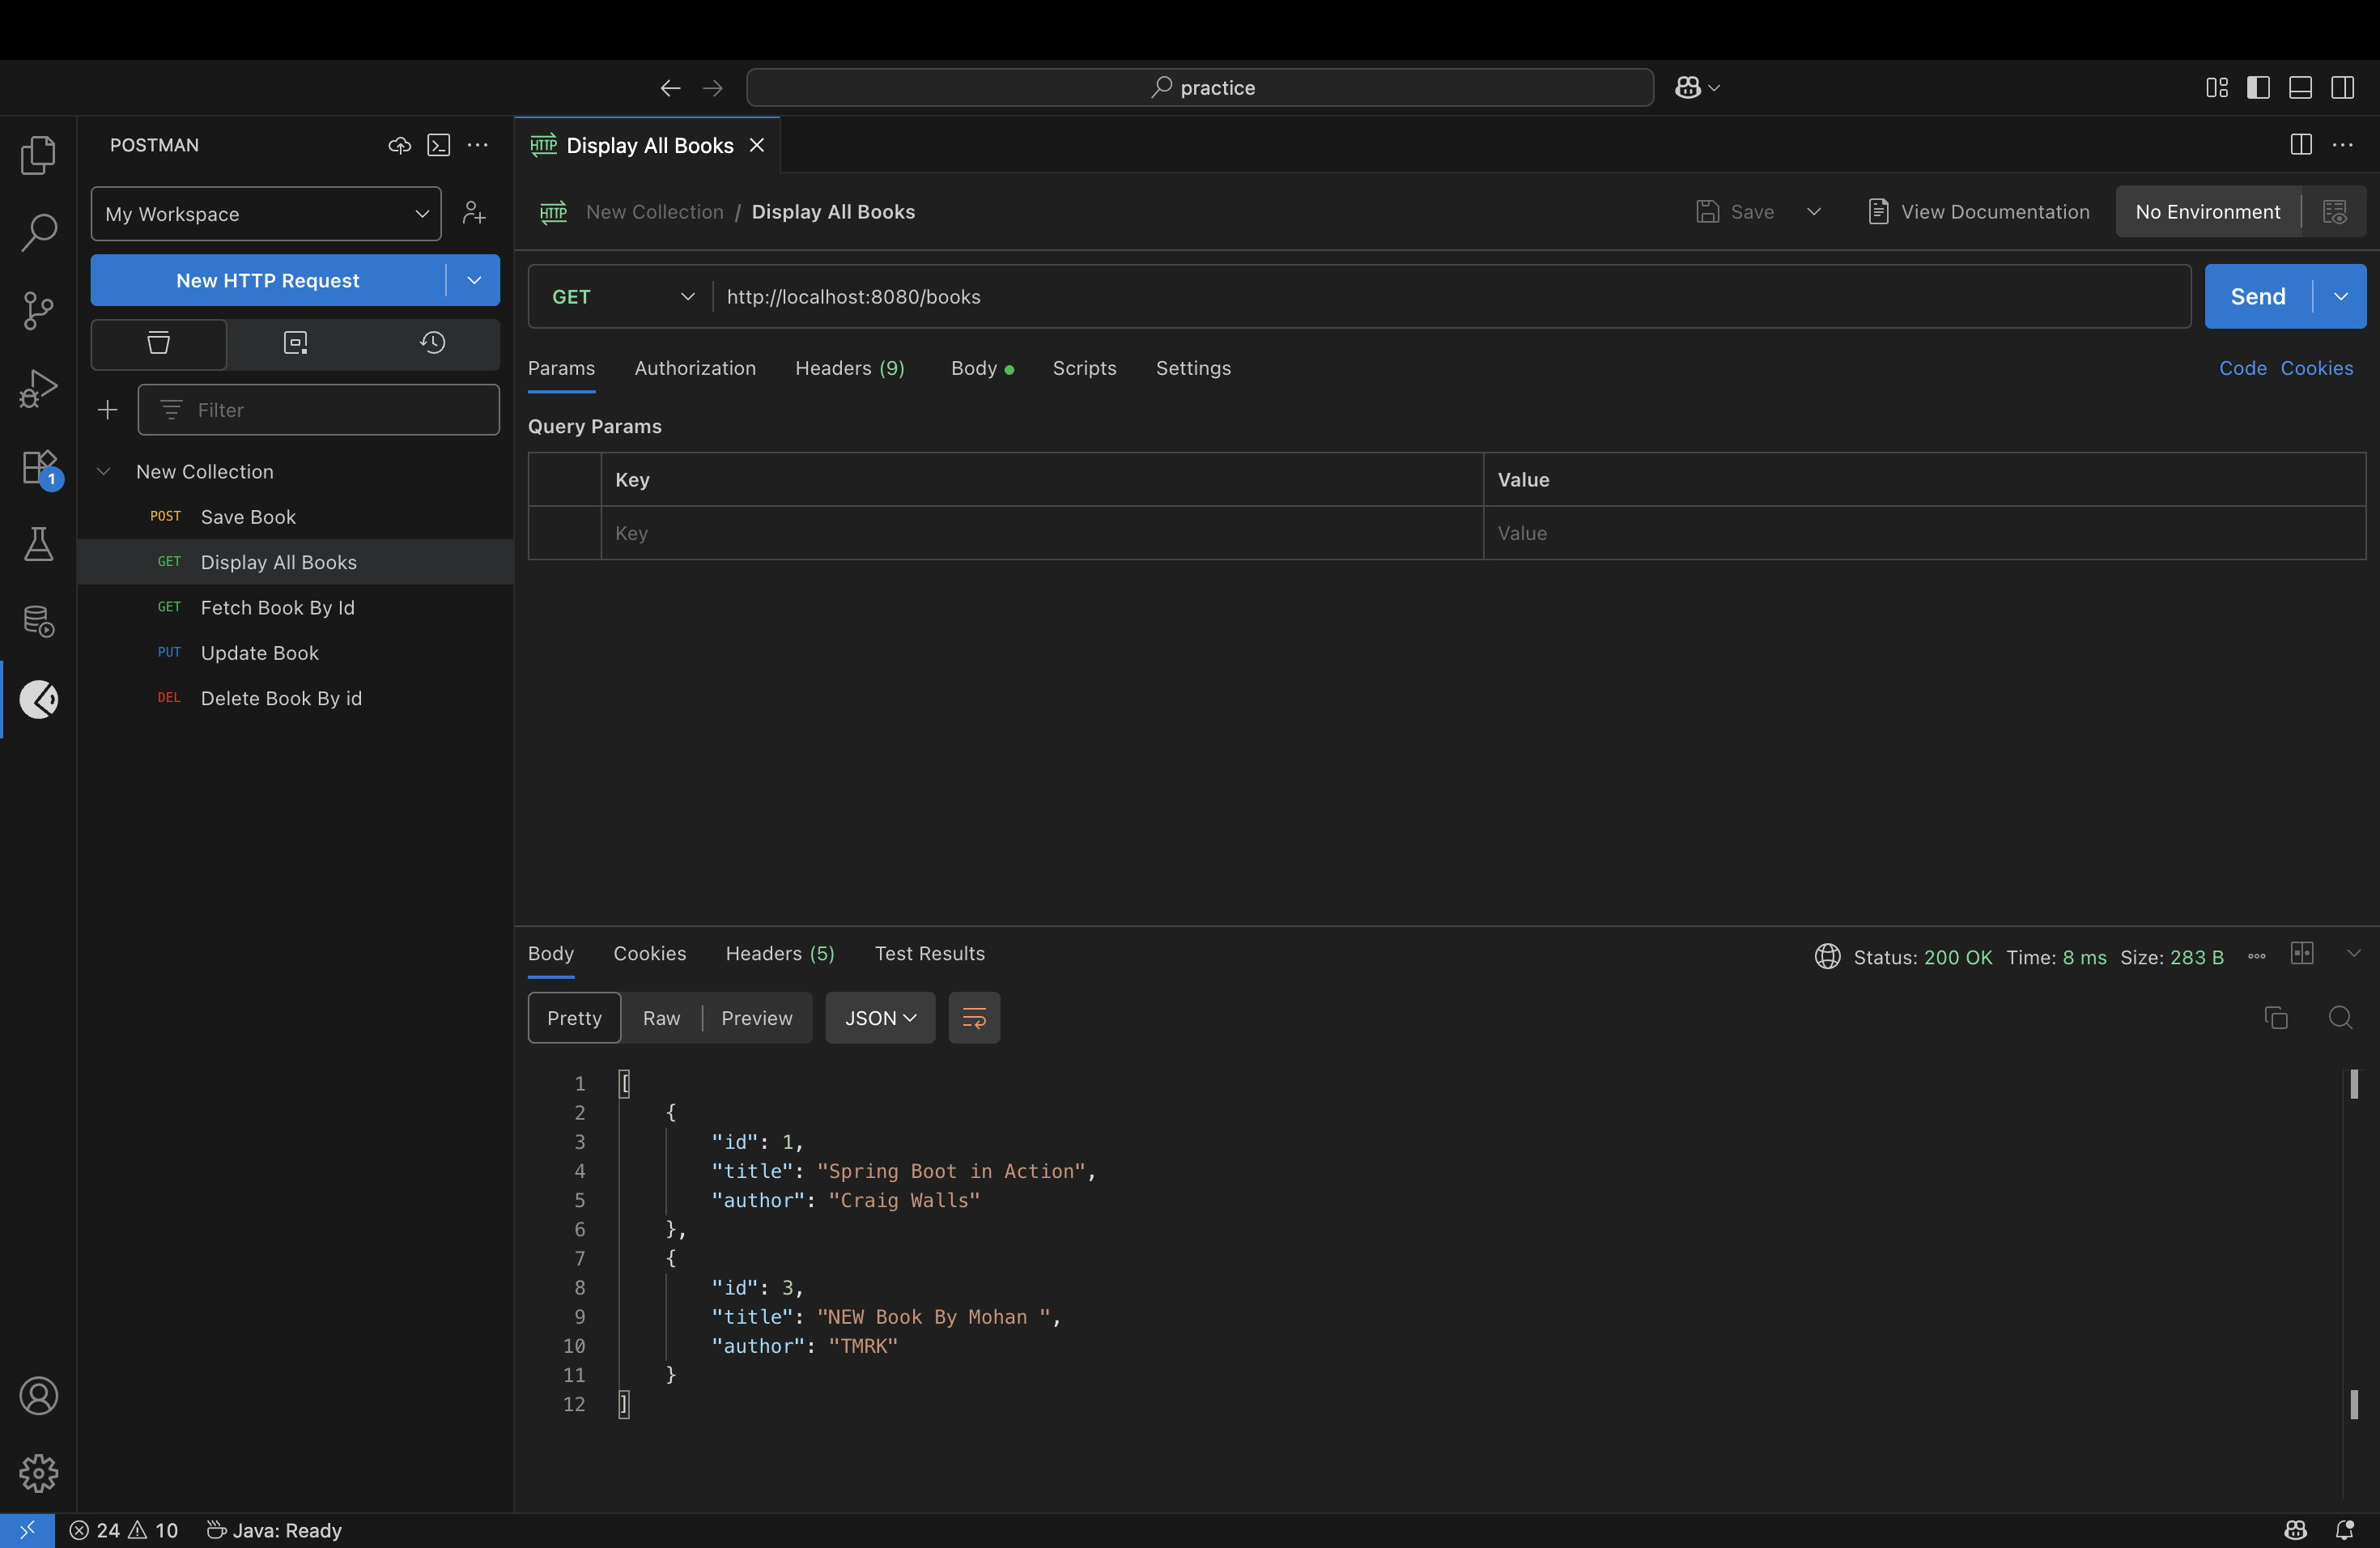 practice
POSTMAN
My Workspace
New HTTP Request
Filter
New Collection
POST Save Book
GET Display All Books
GET Fetch Book By Id
PUT Update Book
DEL Delete Book By id
1
HTTP Display All Books
HTTP New Collection / Display All Books
Save
View Documentation
No Environment
GET http://localhost:8080/books
Send
Params Authorization Headers (9) Body Scripts Settings
Code Cookies
Query Params
Key Value
Key Value
Body Cookies Headers (5) Test Results
Status: 200 OK Time: 8 ms Size: 283 B
Pretty Raw Preview JSON
1 [
2 {
3 "id": 1,
4 "title": "Spring Boot in Action",
5 "author": "Craig Walls"
6 },
7 {
8 "id": 3,
9 "title": "NEW Book By Mohan ",
10 "author": "TMRK"
11 }
12 ]
24 10 Java: Ready